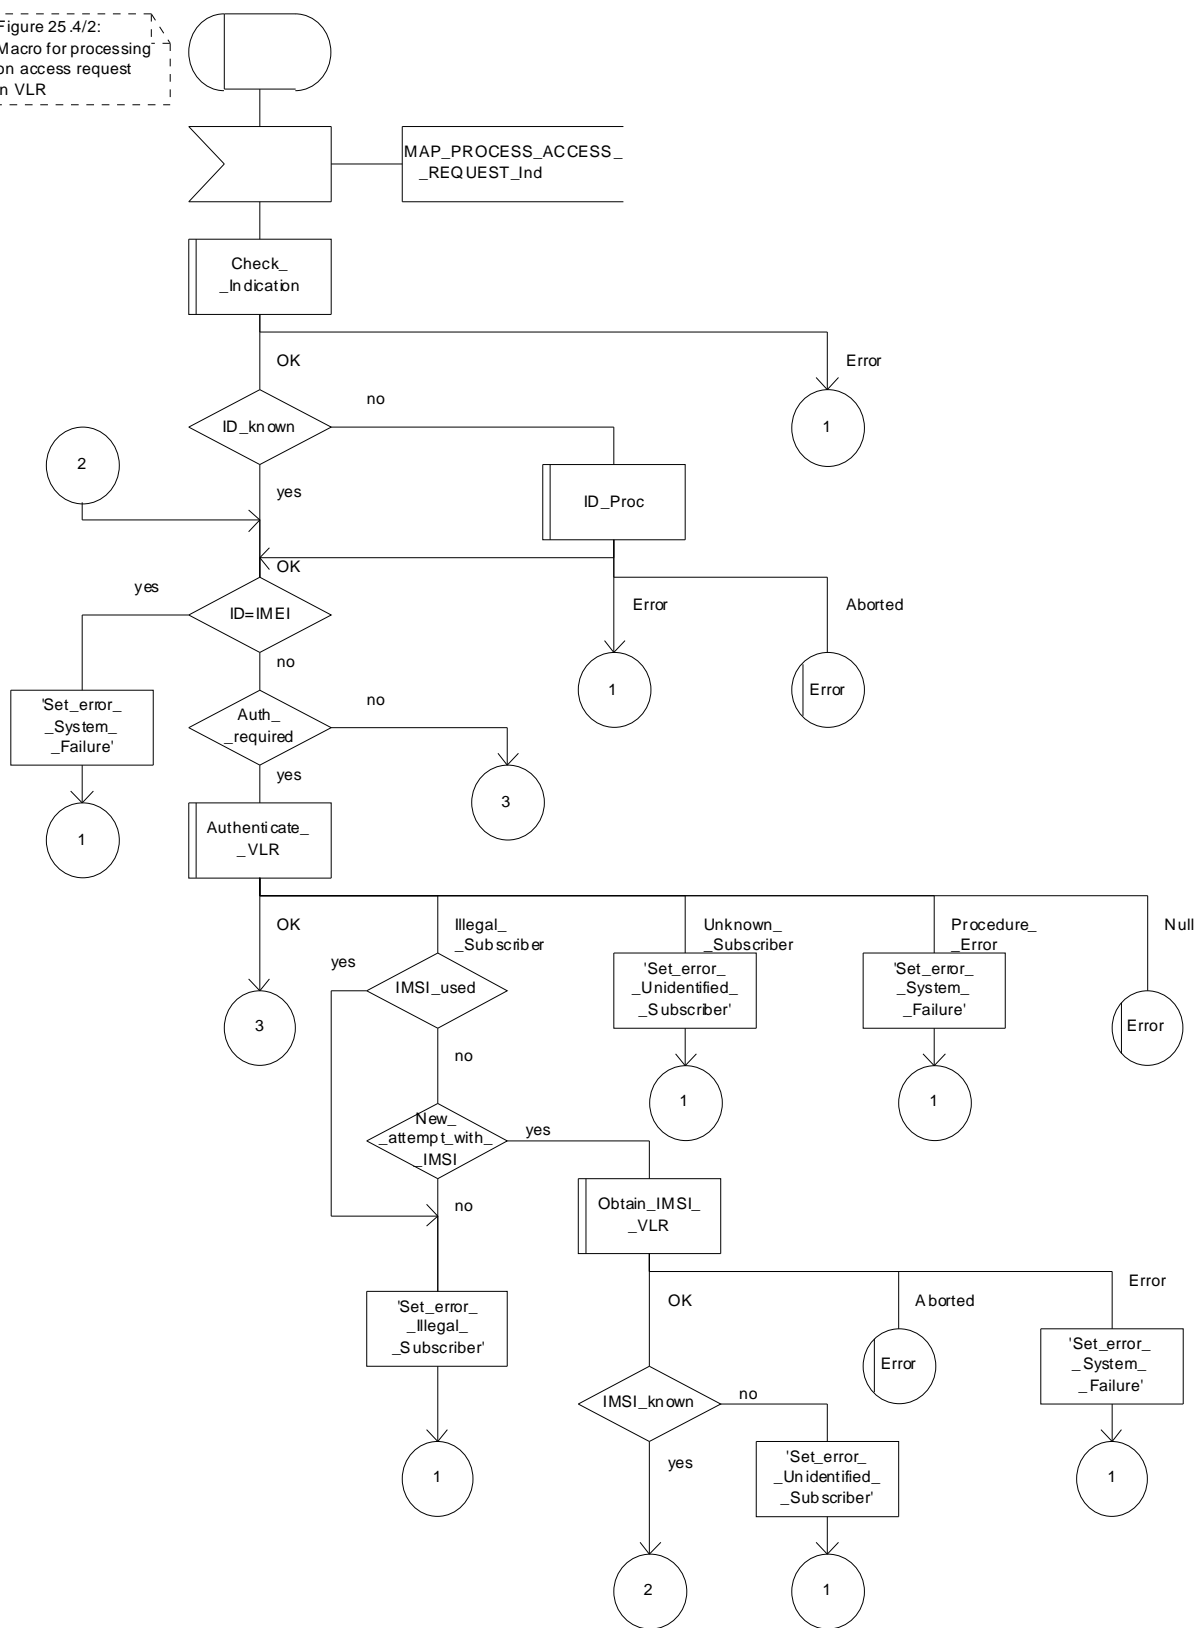 Figure 25.4/2:
Macro for processing
on access request
in VLR
MAP_PROCESS_ACCESS_
_REQUEST_Ind
Check_
_Indication
OK
Error
1
ID_known
no
2
yes
ID_Proc
OK
yes
ID=IMEI
Error
Aborted
no
1
Error
'Set_error_
_System_
_Failure'
Auth_
_required
no
yes
3
1
Authenticate_
_VLR
OK
Illegal_
_Subscriber
Unknown_
_Subscriber
Procedure_
_Error
Null
yes
IMSI_used
'Set_error_
_Unidentified_
_Subscriber'
'Set_error_
_System_
_Failure'
3
Error
no
1
1
New_
_attempt_with_
_IMSI
yes
no
Obtain_IMSI_
_VLR
OK
Aborted
Error
'Set_error_
_Illegal_
_Subscriber'
Error
'Set_error_
_System_
_Failure'
IMSI_known
no
1
yes
'Set_error_
_Unidentified_
_Subscriber'
1
2
1